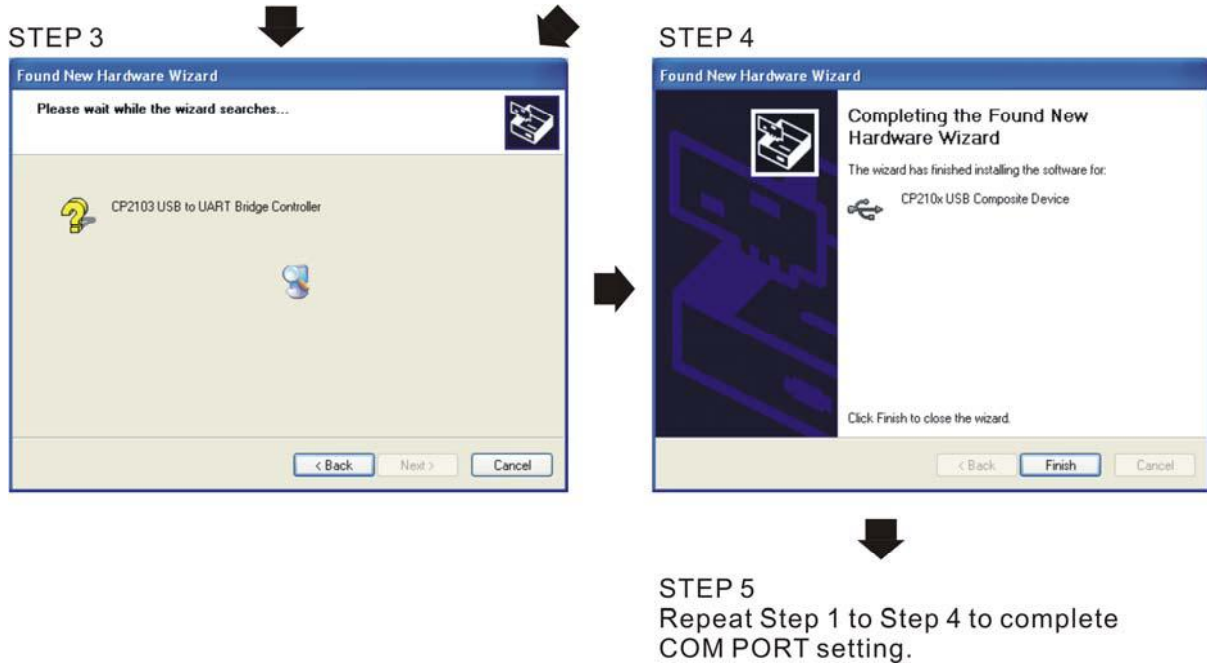 STEP 3
Found New Hardware Wizard
Please wait while the wizard searches...
CP2103 USB to UART Bridge Controller
< Back
Next >
Cancel
STEP 4
Found New Hardware Wizard
Completing the Found New
Hardware Wizard
The wizard has finished installing the software for:
CP210x USB Composite Device
Click Finish to close the wizard.
< Back
Finish
Cancel
STEP 5
Repeat Step 1 to Step 4 to complete
COM PORT setting.